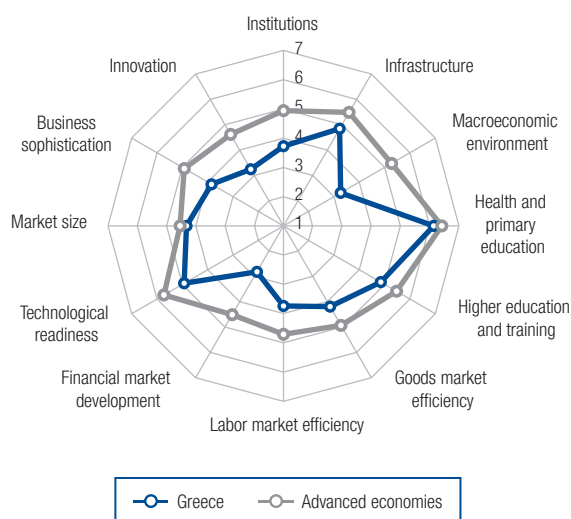 Institutions
7
6
5
4
3
2
1
Infrastructure
Macroeconomic
environment
Health and
primary
education
Higher education
and training
Goods market
efficiency
Labor market efficiency
Financial market
development
Technological
readiness
Market size
Business
sophistication
Innovation
Greece
Advanced economies